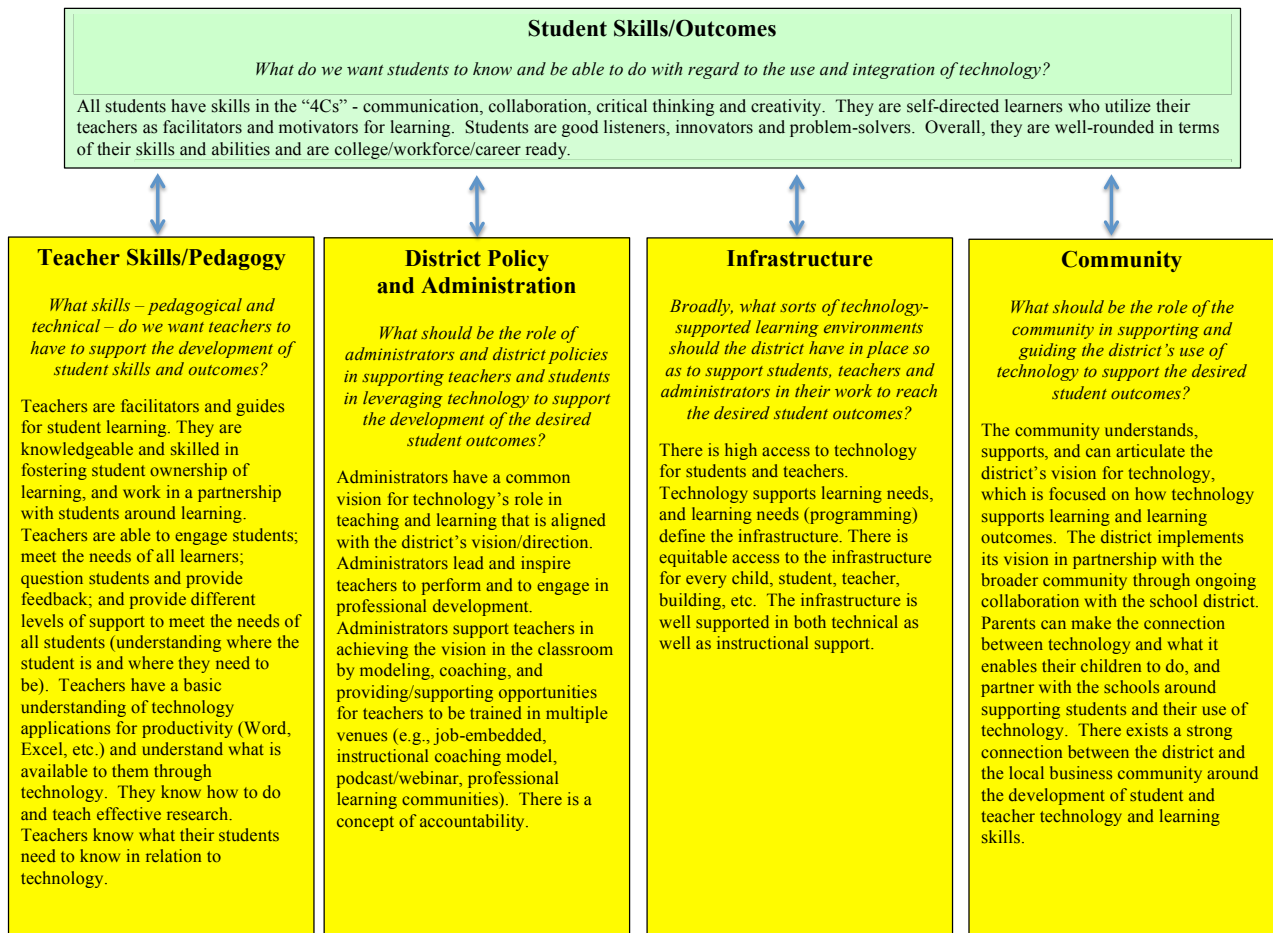 Student Skills/Outcomes
What do we want students to know and be able to do with regard to the use and integration of technology?
All students have skills in the “4Cs” - communication, collaboration, critical thinking and creativity.  They are self-directed learners who utilize their
teachers as facilitators and motivators for learning.  Students are good listeners, innovators and problem-solvers.  Overall, they are well-rounded in terms
of their skills and abilities and are college/workforce/career ready.
Teacher Skills/Pedagogy
What skills – pedagogical and
technical – do we want teachers to
have to support the development of
student skills and outcomes?
Teachers are facilitators and guides
for student learning. They are
knowledgeable and skilled in
fostering student ownership of
learning, and work in a partnership
with students around learning.
Teachers are able to engage students;
meet the needs of all learners;
question students and provide
feedback; and provide different
levels of support to meet the needs of
all students (understanding where the
student is and where they need to
be).  Teachers have a basic
understanding of technology
applications for productivity (Word,
Excel, etc.) and understand what is
available to them through
technology.  They know how to do
and teach effective research.
Teachers know what their students
need to know in relation to
technology.
District Policy
and Administration
What should be the role of
administrators and district policies
in supporting teachers and students
in leveraging technology to support
the development of the desired
student outcomes?
Administrators have a common
vision for technology’s role in
teaching and learning that is aligned
with the district’s vision/direction.
Administrators lead and inspire
teachers to perform and to engage in
professional development.
Administrators support teachers in
achieving the vision in the classroom
by modeling, coaching, and
providing/supporting opportunities
for teachers to be trained in multiple
venues (e.g., job-embedded,
instructional coaching model,
podcast/webinar, professional
learning communities).  There is a
concept of accountability.
Infrastructure
Broadly, what sorts of technology-
supported learning environments
should the district have in place so
as to support students, teachers and
administrators in their work to reach
the desired student outcomes?
There is high access to technology
for students and teachers.
Technology supports learning needs,
and learning needs (programming)
define the infrastructure. There is
equitable access to the infrastructure
for every child, student, teacher,
building, etc.  The infrastructure is
well supported in both technical as
well as instructional support.
Community
What should be the role of the
community in supporting and
guiding the district’s use of
technology to support the desired
student outcomes?
The community understands,
supports, and can articulate the
district’s vision for technology,
which is focused on how technology
supports learning and learning
outcomes.  The district implements
its vision in partnership with the
broader community through ongoing
collaboration with the school district.
Parents can make the connection
between technology and what it
enables their children to do, and
partner with the schools around
supporting students and their use of
technology.  There exists a strong
connection between the district and
the local business community around
the development of student and
teacher technology and learning
skills.